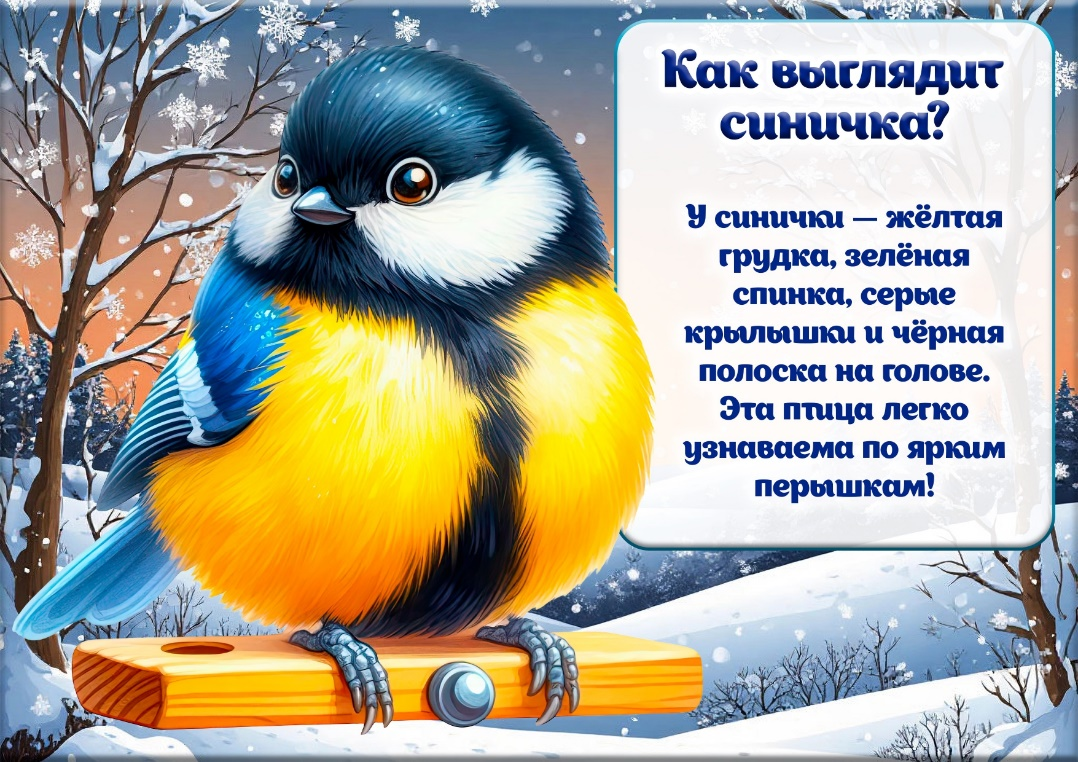 Как выглядит
синичка?
У синички — жёлтая
грудка, зелёная
спинка, серые
крылышки и чёрная
полоска на голове.
Эта птица легко
узнаваема по ярким
перышкам!